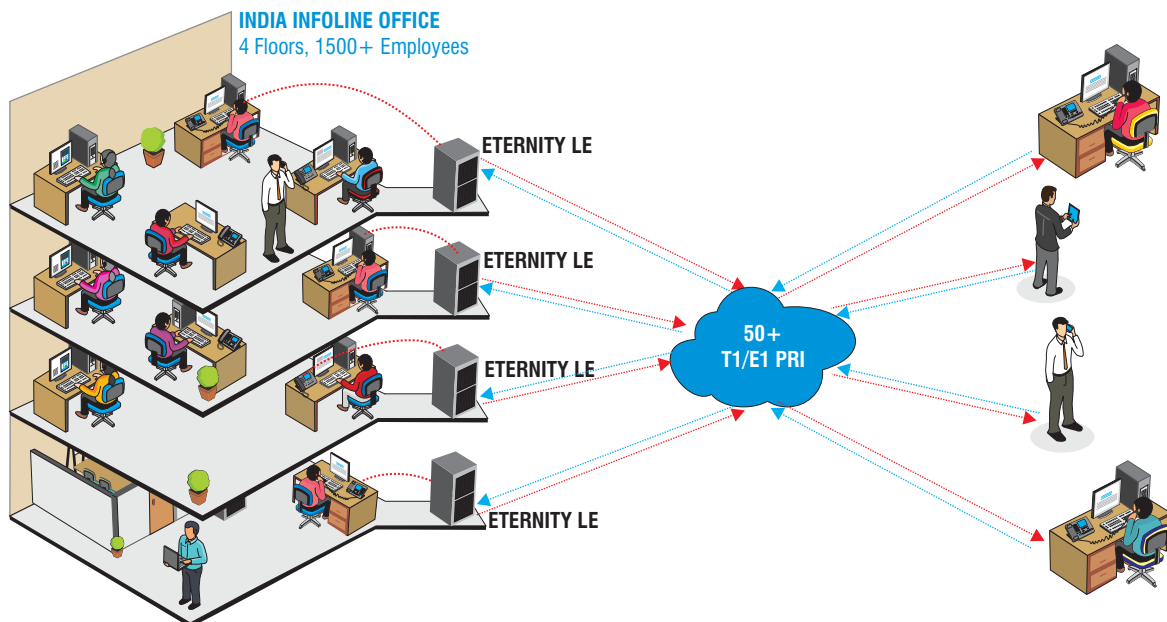 INDIA INFOLINE OFFICE
4 Floors, 1500+ Employees
ETERNITY LE
ETERNITY LE
ETERNITY LE
ETERNITY LE
50+
T1/E1 PRI